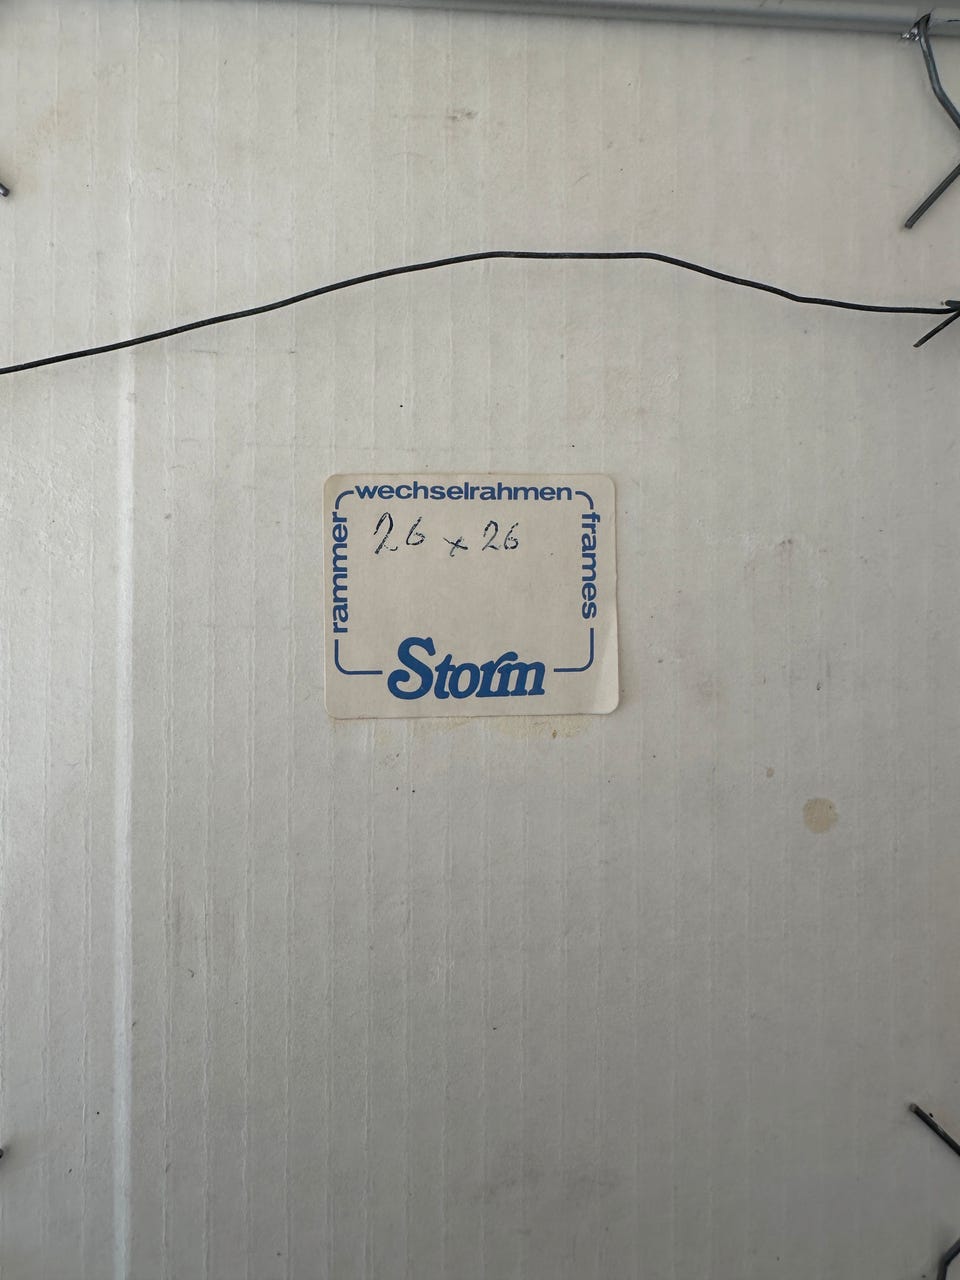 wechselrahmen
rammer
frames
26 x 26
Storm